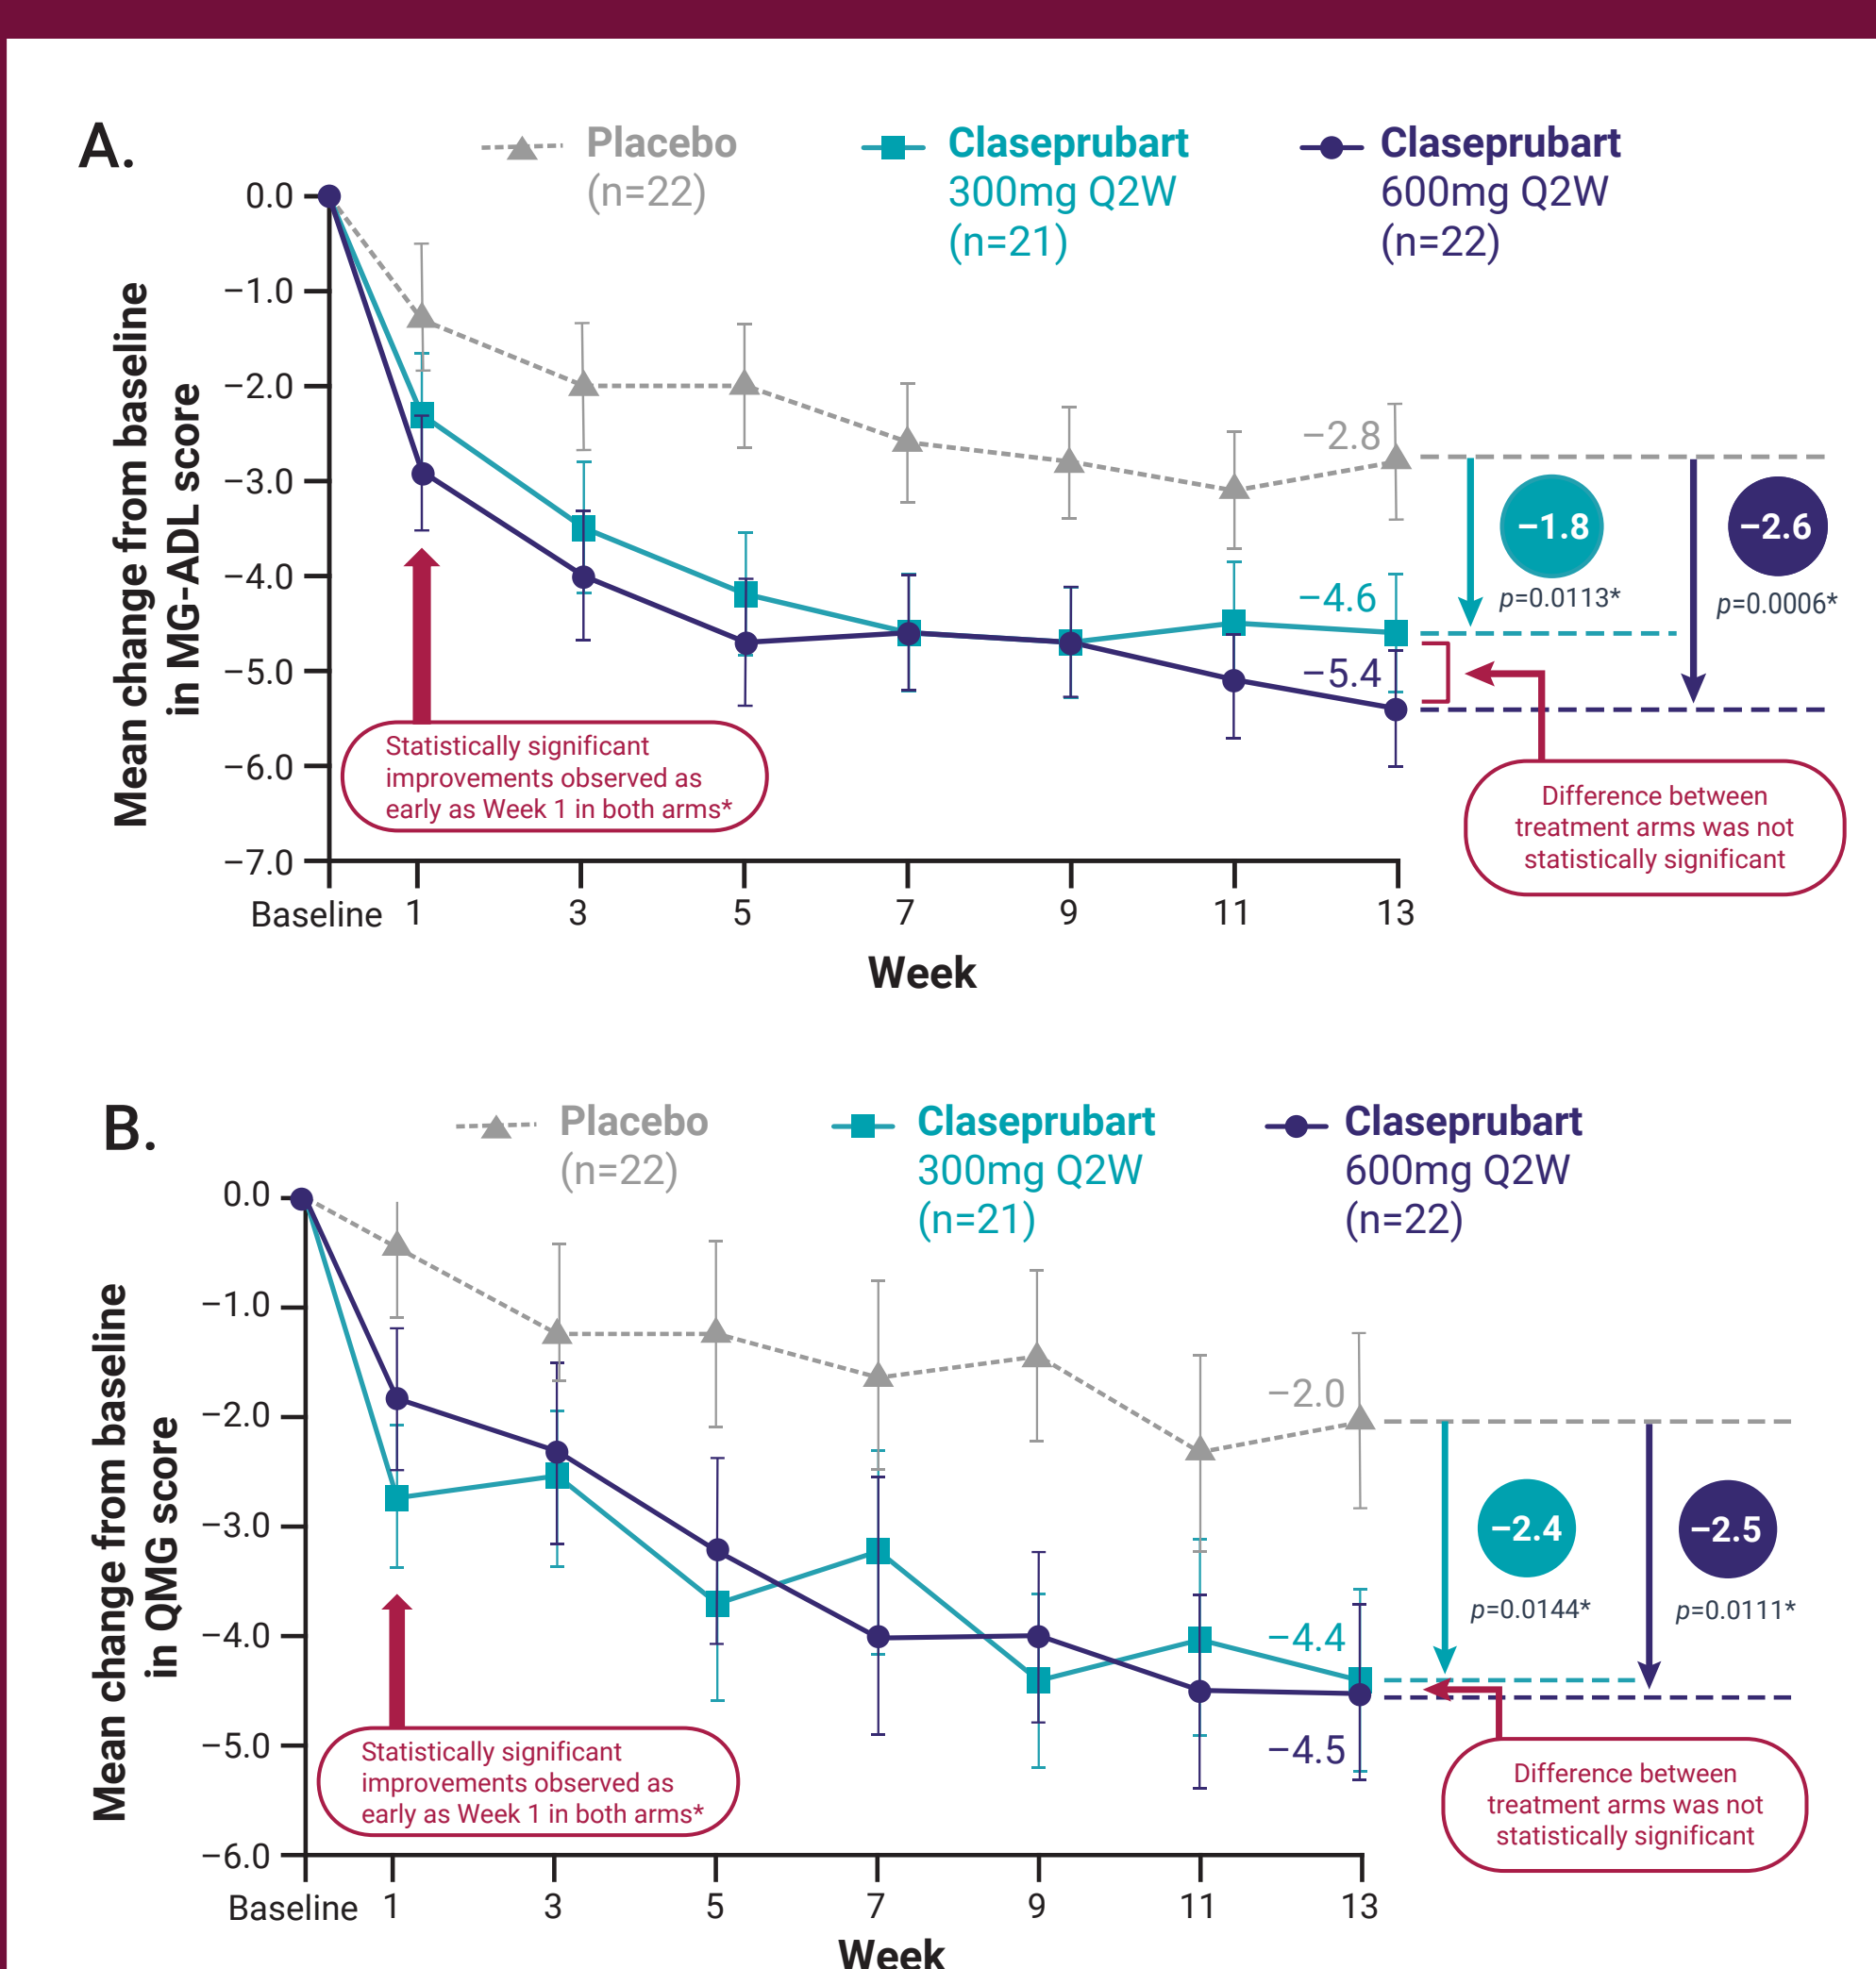 A.
Placebo
(n=22)
Claseprubart
300mg Q2W
(n=21)
Claseprubart
600mg Q2W
(n=22)
Mean change from baseline
in MG-ADL score
0.0
−1.0
−2.0
−3.0
−4.0
−5.0
−6.0
−7.0
−2.8
−4.6
−5.4
−1.8
p=0.0113*
−2.6
p=0.0006*
Statistically significant
improvements observed as
early as Week 1 in both arms*
Difference between
treatment arms was not
statistically significant
Baseline 1 3 5 7 9 11 13
Week
B.
Placebo
(n=22)
Claseprubart
300mg Q2W
(n=21)
Claseprubart
600mg Q2W
(n=22)
Mean change from baseline
in QMG score
0.0
−1.0
−2.0
−3.0
−4.0
−5.0
−6.0
−2.0
−4.4
−4.5
−2.4
p=0.0144*
−2.5
p=0.0111*
Statistically significant
improvements observed as
early as Week 1 in both arms*
Difference between
treatment arms was not
statistically significant
Baseline 1 3 5 7 9 11 13
Week